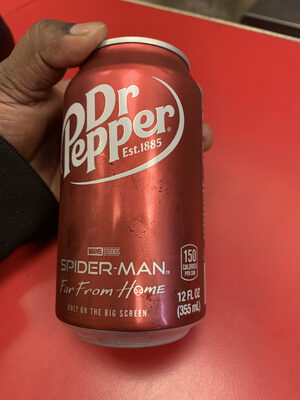 Dr
Pepper
Est. 1885
MARVEL STUDIOS
SPIDER-MAN
Far From Home
ONLY ON THE BIG SCREEN
150
CALORIES
PER CAN
12 FL OZ
(355 mL)